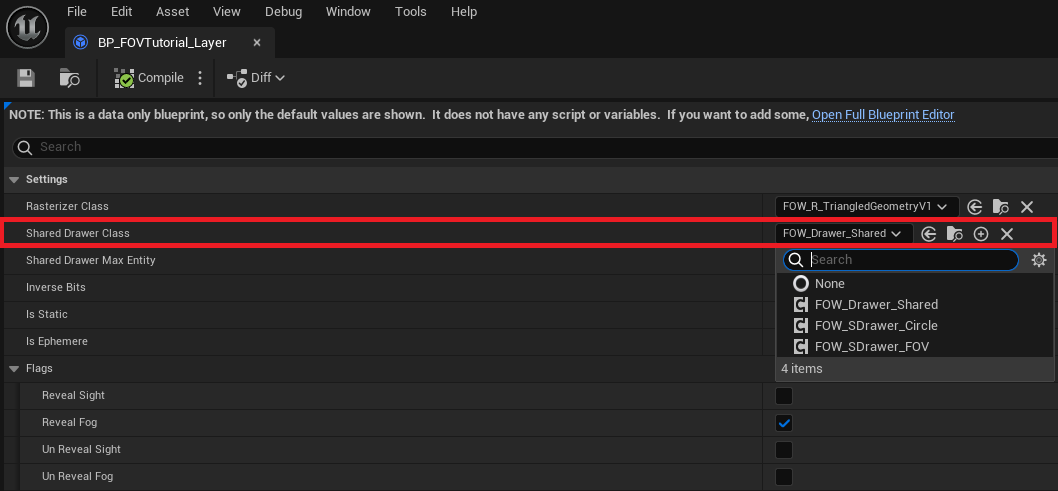 File Edit Asset View Debug Window Tools Help
BP_FOVTutorial_Layer
Compile Diff
NOTE: This is a data only blueprint, so only the default values are shown. It does not have any script or variables. If you want to add some, Open Full Blueprint Editor
Search
Settings
Rasterizer Class FOW_R_TriangledGeometryV1
Shared Drawer Class FOW_Drawer_Shared
Shared Drawer Max Entity Search
Inverse Bits None
Is Static FOW_Drawer_Shared
FOW_SDrawer_Circle
Is Ephemere FOW_SDrawer_FOV
Flags 4 items
Reveal Sight
Reveal Fog
Un Reveal Sight
Un Reveal Fog